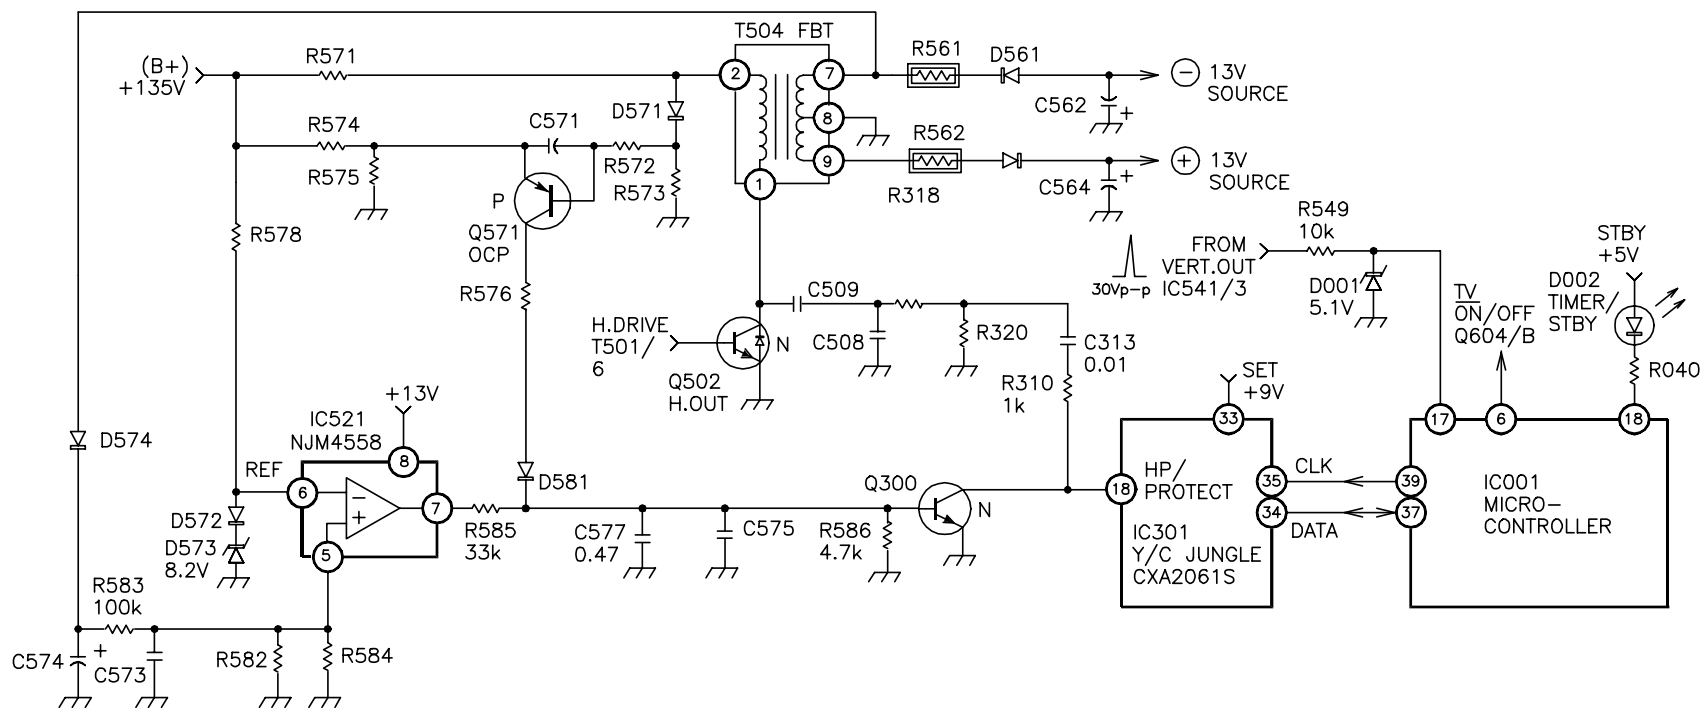 T504 FBT
(B+)
+135V
R571
2
7
R561
D561
− 13V
SOURCE
C562
+
D571
8
R574
C571
R572
R562
R575
R573
9
+ 13V
SOURCE
C564
+
1
R318
P
Q571
OCP
R578
R576
30Vp-p
FROM
VERT.OUT
IC541/3
R549
10k
D001
5.1V
STBY
+5V
D002
TIMER/
STBY
TV
ON/OFF
Q604/B
R040
C509
H.DRIVE
T501/
6
N
Q502
H.OUT
C508
R320
C313
0.01
R310
1k
SET
+9V
33
17
6
18
D574
+13V
IC521
NJM4558
8
REF
6
−
+
7
5
D572
D573
8.2V
D581
R585
33k
C577
0.47
C575
R586
4.7k
Q300
N
18
HP/
PROTECT
IC301
Y/C JUNGLE
CXA2061S
35
34
CLK
DATA
39
37
IC001
MICRO-
CONTROLLER
R583
100k
C574
+
C573
R582
R584